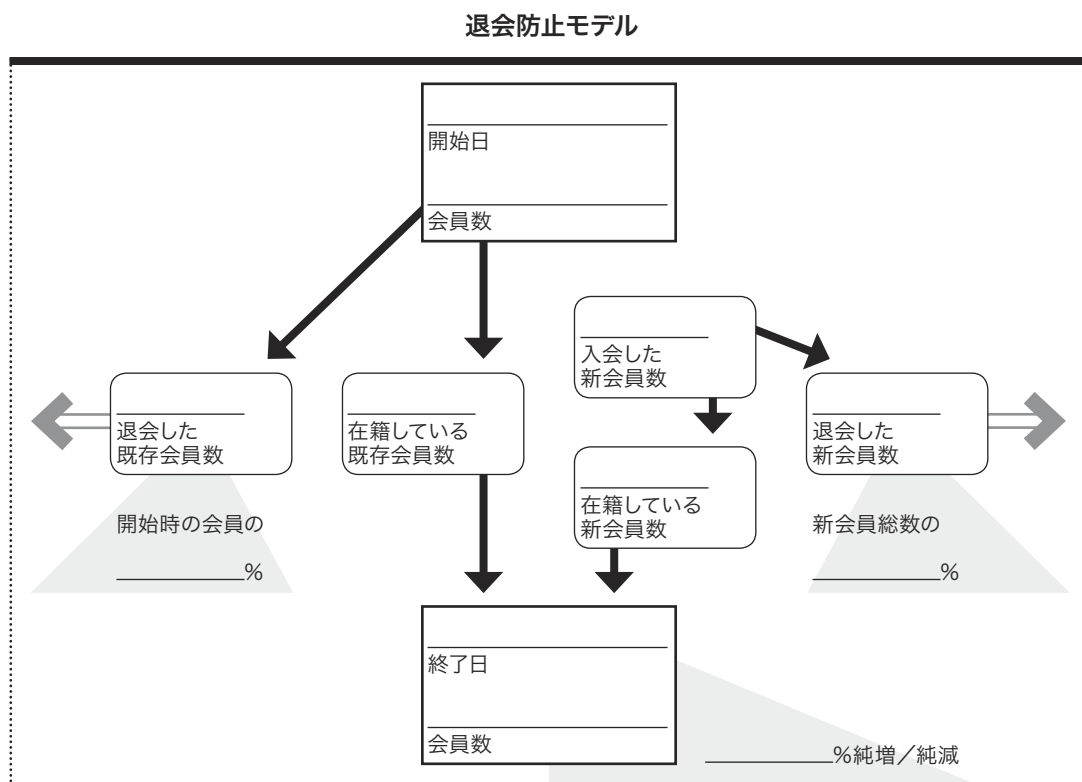 退会防止モデル
開始日
会員数
入会した
新会員数
退会した
既存会員数
在籍している
既存会員数
退会した
新会員数
在籍している
新会員数
開始時の会員の
%
新会員総数の
%
終了日
会員数
%純増／純減